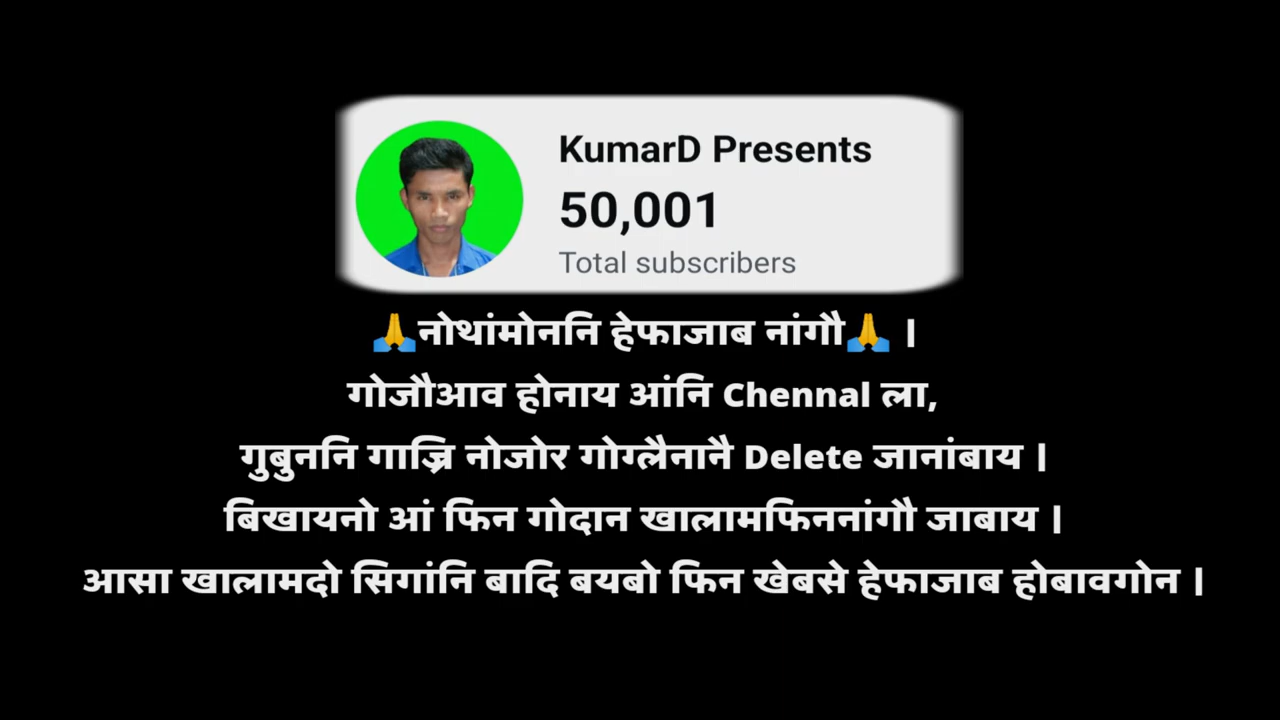 KumarD Presents
50,001
Total subscribers
🙏नोथांमोननि हेफाजाब नांगौ🙏 |
गोजौआव होनाय आंनि Chennal ला,
गुबुननि गाज्रि नोजोर गोग्लैनानै Delete जानांबाय |
बिखायनो आं फिन गोदान खालामफिननांगौ जाबाय |
आसा खालामदो सिगांनि बादि बयबो फिन खेबसे हेफाजाब होबावगोन |